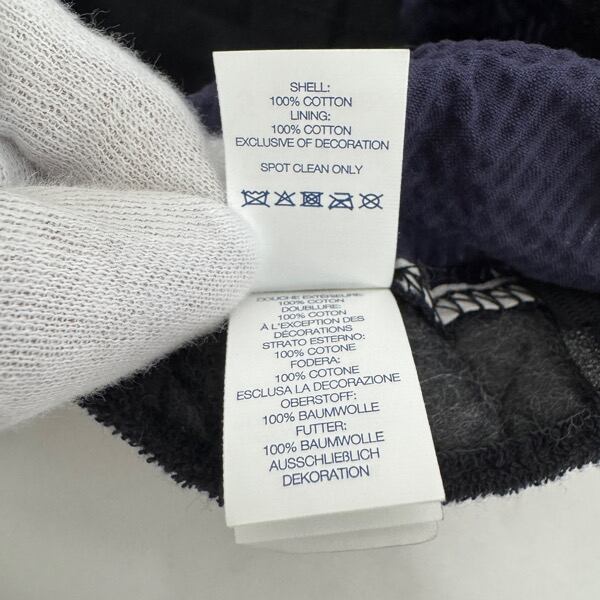 SHELL:
100% COTTON
LINING:
100% COTTON
EXCLUSIVE OF DECORATION
SPOT CLEAN ONLY
DOUCHE EXTERIEURE:
100% COTON
DOUBLURE:
100% COTON
À L'EXCEPTION DES
DÉCORATIONS
STRATO ESTERNO:
100% COTONE
FODERA:
100% COTONE
ESCLUSA LA DECORAZIONE
OBERSTOFF:
100% BAUMWOLLE
FUTTER:
100% BAUMWOLLE
AUSSCHLIEßLICH
DEKORATION